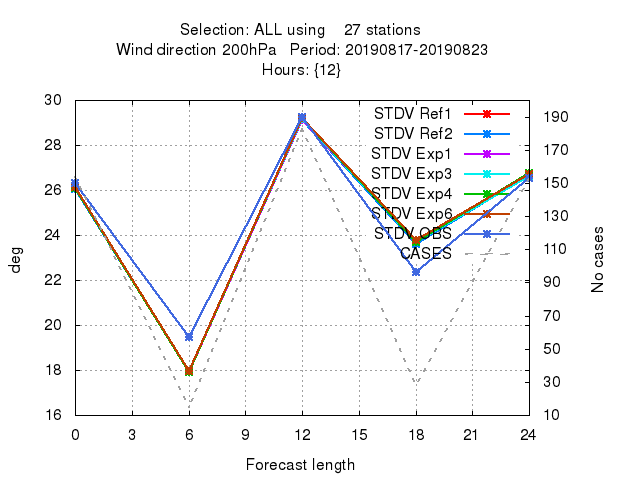 Selection: ALL using 27 stations
Wind direction 200hPa Period: 20190817-20190823
Hours: {12}
STDV Ref1
STDV Ref2
STDV Exp1
STDV Exp3
STDV Exp4
STDV Exp6
STDV OBS
CASES
30
28
26
24
22
20
18
16
deg
190
170
150
130
110
90
70
50
30
10
No cases
0 3 6 9 12 15 18 21 24
Forecast length